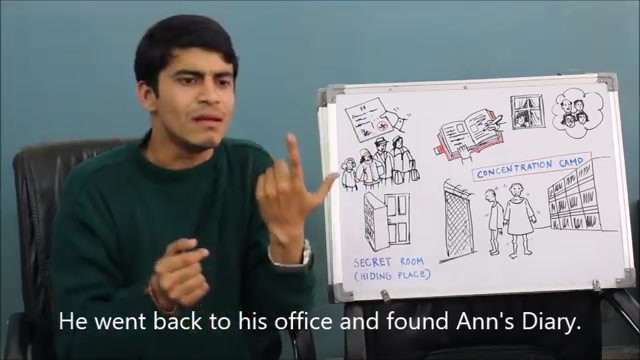 CONCENTRATION CAMP
SECRET ROOM
(HIDING PLACE)
He went back to his office and found Ann's Diary.